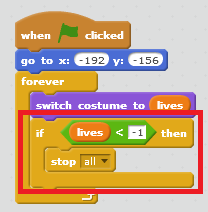 when clicked
go to x: -192 y: -156
forever
switch costume to lives
if lives < -1 then
stop all